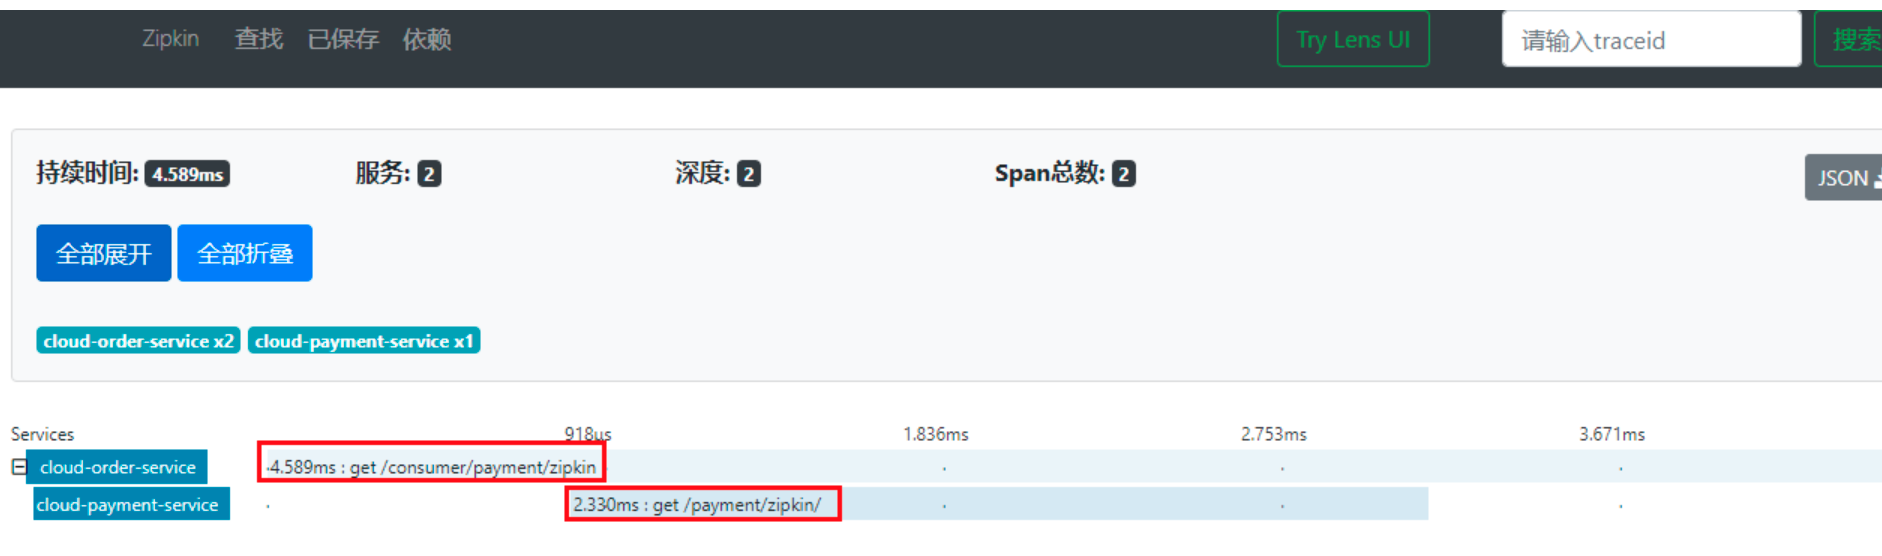 Zipkin 查找 已保存 依赖 Try Lens UI 请输入traceid 搜索
持续时间: 4.589ms 服务: 2 深度: 2 Span总数: 2 JSON
全部展开 全部折叠
cloud-order-service x2 cloud-payment-service x1
Services 918μs 1.836ms 2.753ms 3.671ms
cloud-order-service 4.589ms : get /consumer/payment/zipkin
cloud-payment-service 2.330ms : get /payment/zipkin/